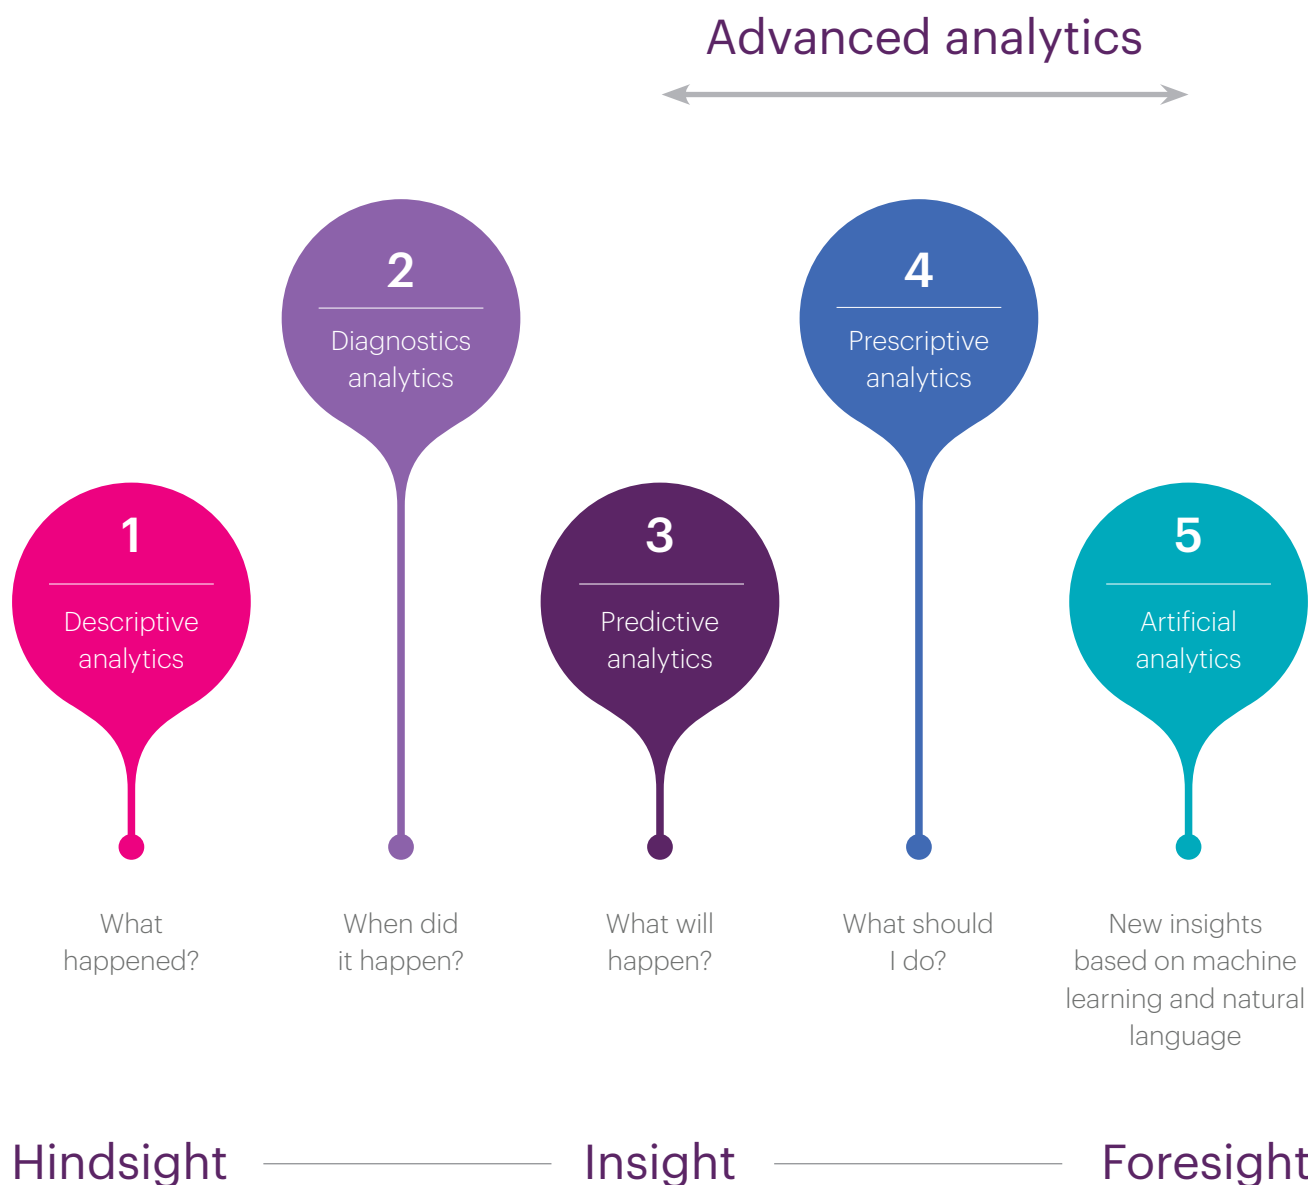 Advanced analytics
1
Descriptive
analytics
What
happened?
2
Diagnostics
analytics
When did
it happen?
3
Predictive
analytics
What will
happen?
4
Prescriptive
analytics
What should
I do?
5
Artificial
analytics
New insights
based on machine
learning and natural
language
Hindsight
Insight
Foresight